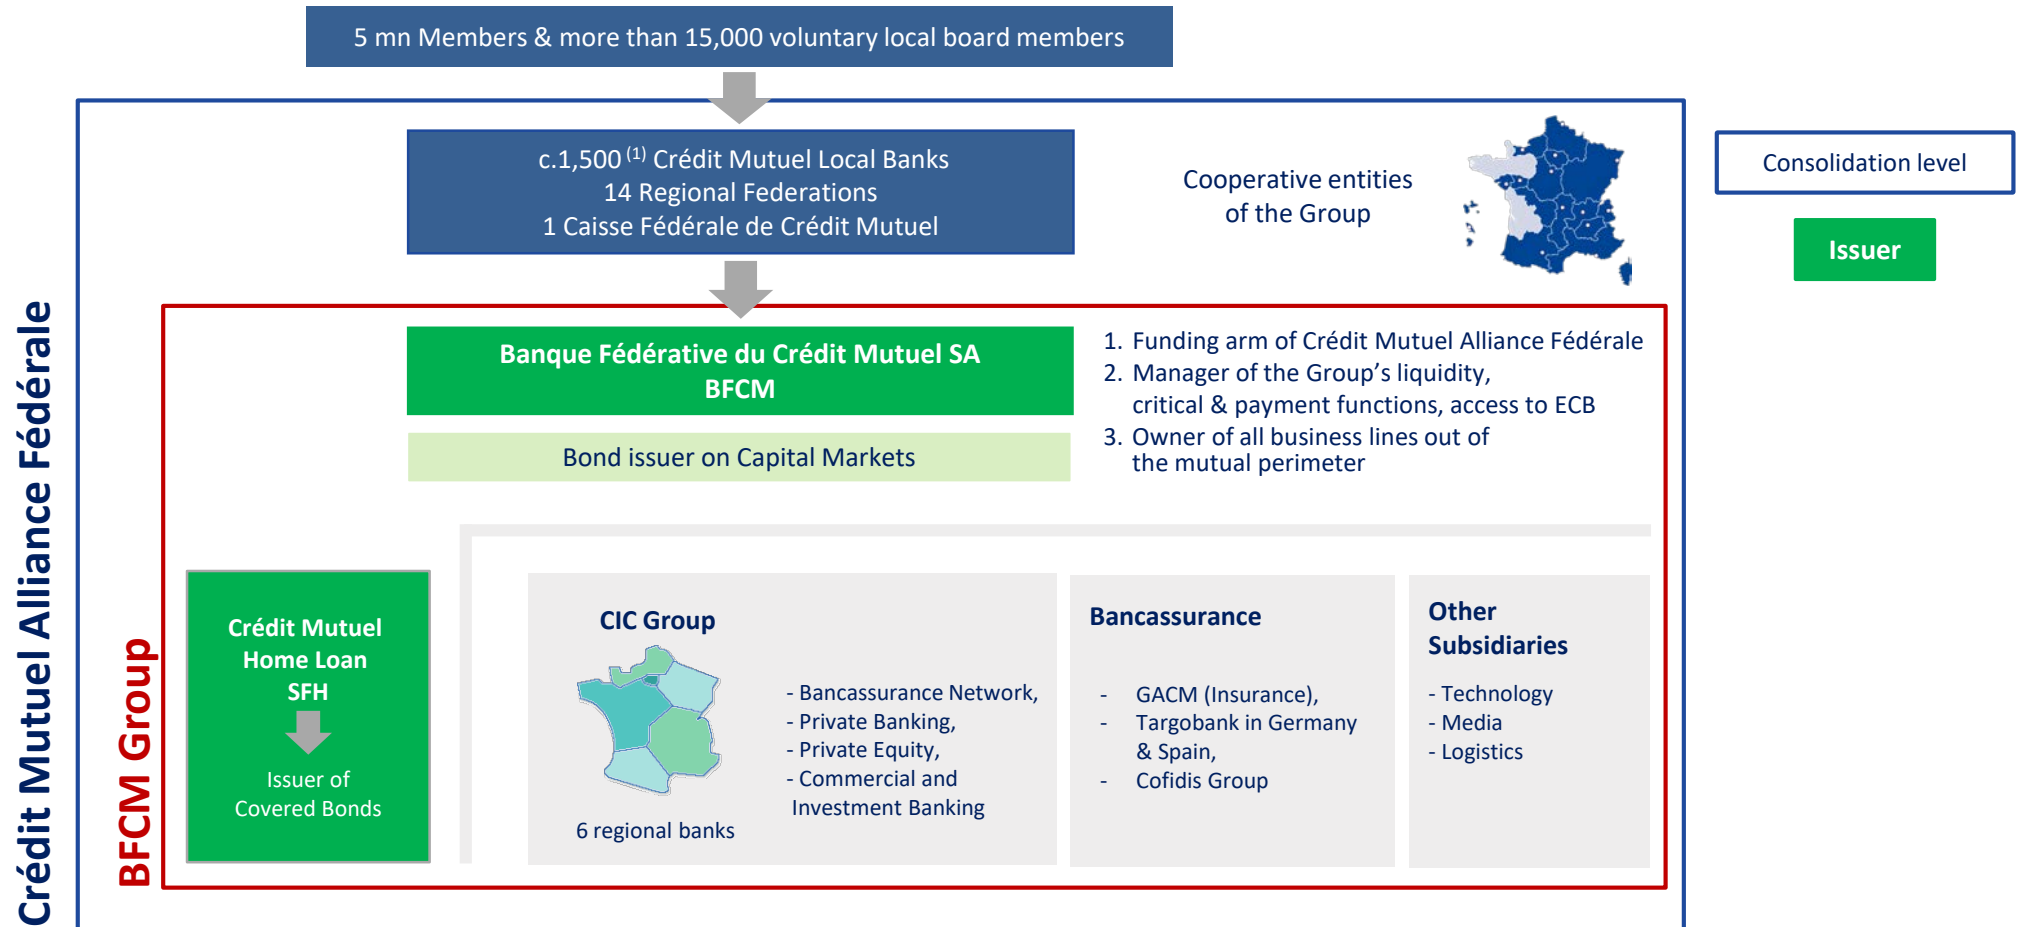 5 mn Members & more than 15,000 voluntary local board members
c.1,500 (1) Crédit Mutuel Local Banks
14 Regional Federations
1 Caisse Fédérale de Crédit Mutuel
Cooperative entities
of the Group
Consolidation level
Issuer
Crédit Mutuel Alliance Fédérale
BFCM Group
Banque Fédérative du Crédit Mutuel SA
BFCM
Bond issuer on Capital Markets
1. Funding arm of Crédit Mutuel Alliance Fédérale
2. Manager of the Group’s liquidity,
critical & payment functions, access to ECB
3. Owner of all business lines out of
the mutual perimeter
Crédit Mutuel
Home Loan
SFH
Issuer of
Covered Bonds
CIC Group
6 regional banks
- Bancassurance Network,
- Private Banking,
- Private Equity,
- Commercial and
Investment Banking
Bancassurance
- GACM (Insurance),
- Targobank in Germany
& Spain,
- Cofidis Group
Other
Subsidiaries
- Technology
- Media
- Logistics